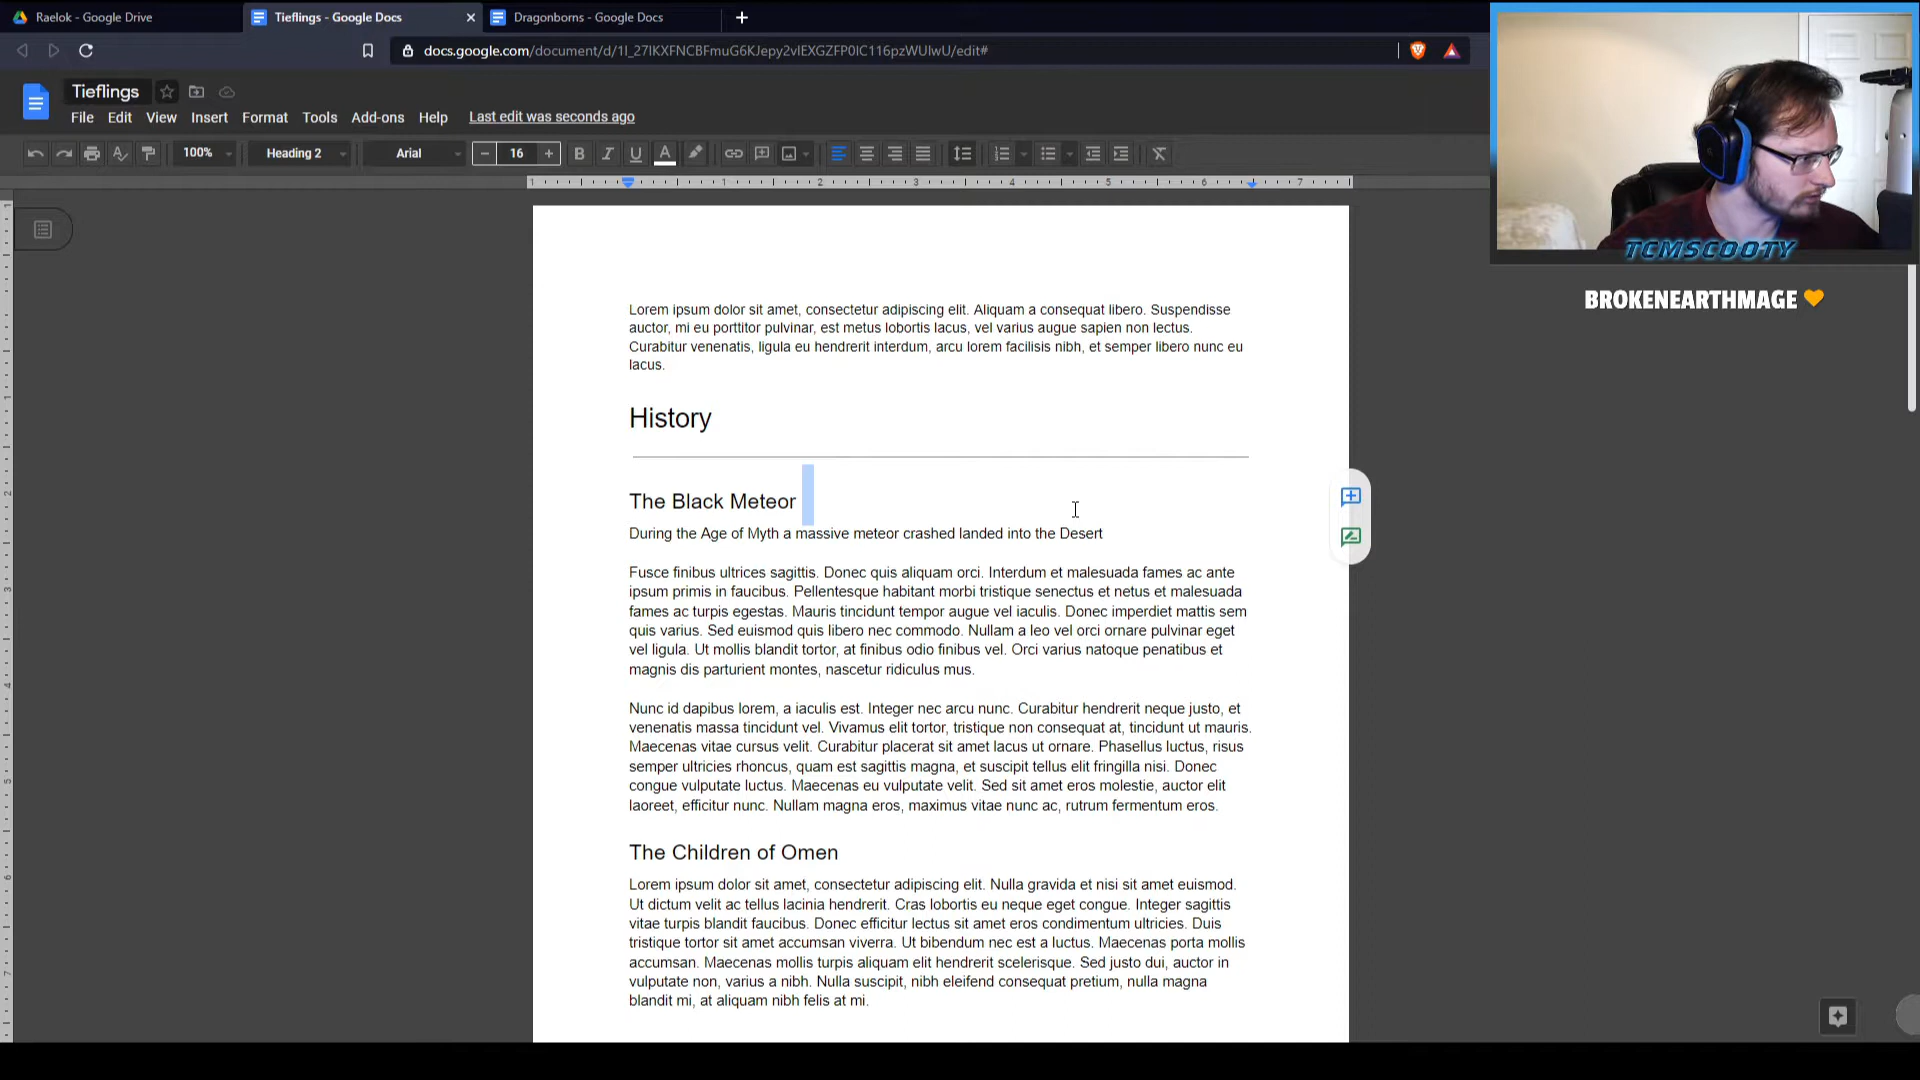 Raelok - Google Drive
Tieflings - Google Docs
Dragonborns - Google Docs
docs.google.com/document/d/1I_27IKXFNCBFmuG6KJepy2vIEXGZFP0IC116pzWUIwU/edit#
Tieflings
File Edit View Insert Format Tools Add-ons Help Last edit was seconds ago
100% Heading 2 Arial 16
TCMSCOOTY
BROKENEARTHMAGE
Lorem ipsum dolor sit amet, consectetur adipiscing elit. Aliquam a consequat libero. Suspendisse
auctor, mi eu porttitor pulvinar, est metus lobortis lacus, vel varius augue sapien non lectus.
Curabitur venenatis, ligula eu hendrerit interdum, arcu lorem facilisis nibh, et semper libero nunc eu
lacus.
History
The Black Meteor
During the Age of Myth a massive meteor crashed landed into the Desert
Fusce finibus ultrices sagittis. Donec quis aliquam orci. Interdum et malesuada fames ac ante
ipsum primis in faucibus. Pellentesque habitant morbi tristique senectus et netus et malesuada
fames ac turpis egestas. Mauris tincidunt tempor augue vel iaculis. Donec imperdiet mattis sem
quis varius. Sed euismod quis libero nec commodo. Nullam a leo vel orci ornare pulvinar eget
vel ligula. Ut mollis blandit tortor, at finibus odio finibus vel. Orci varius natoque penatibus et
magnis dis parturient montes, nascetur ridiculus mus.
Nunc id dapibus lorem, a iaculis est. Integer nec arcu nunc. Curabitur hendrerit neque justo, et
venenatis massa tincidunt vel. Vivamus elit tortor, tristique non consequat at, tincidunt ut mauris.
Maecenas vitae cursus velit. Curabitur placerat sit amet lacus ut ornare. Phasellus luctus, risus
semper ultricies rhoncus, quam est sagittis magna, et suscipit tellus elit fringilla nisi. Donec
congue vulputate luctus. Maecenas eu vulputate velit. Sed sit amet eros molestie, auctor elit
laoreet, efficitur nunc. Nullam magna eros, maximus vitae nunc ac, rutrum fermentum eros.
The Children of Omen
Lorem ipsum dolor sit amet, consectetur adipiscing elit. Nulla gravida et nisi sit amet euismod.
Ut dictum velit ac tellus lacinia hendrerit. Cras lobortis eu neque eget congue. Integer sagittis
vitae turpis blandit faucibus. Donec efficitur lectus sit amet eros condimentum ultricies. Duis
tristique tortor sit amet accumsan viverra. Ut bibendum nec est a luctus. Maecenas porta mollis
accumsan. Maecenas mollis turpis aliquam elit hendrerit scelerisque. Sed justo dui, auctor in
vulputate non, varius a nibh. Nulla suscipit, nibh eleifend consequat pretium, nulla magna
blandit mi, at aliquam nibh felis at mi.